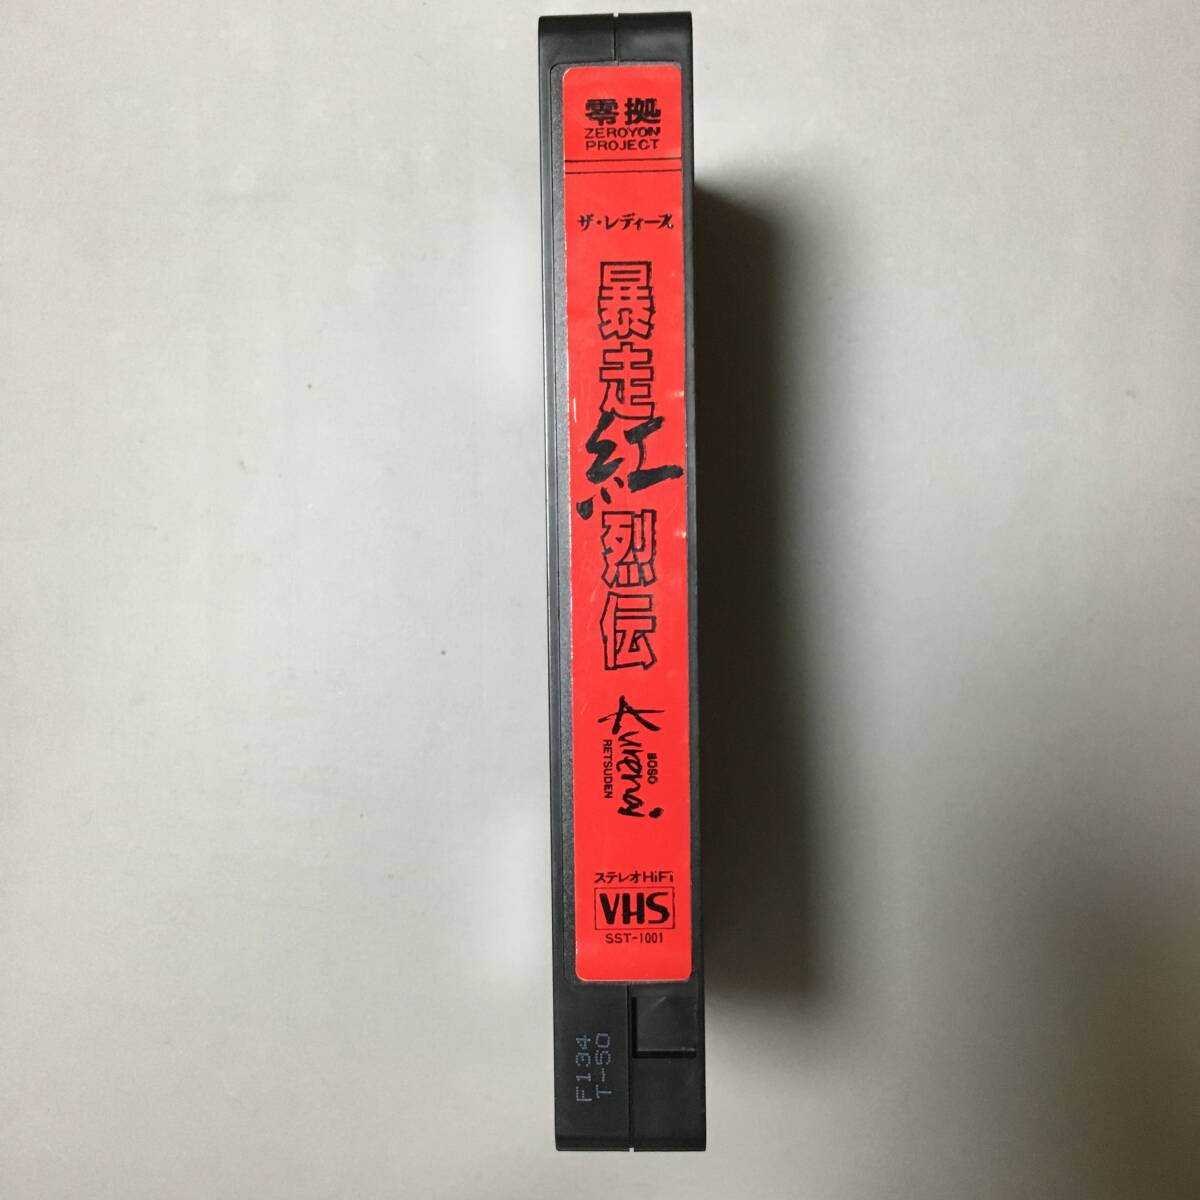 零拠
ZEROYON
PROJECT
ザ・レディース
暴走紅烈伝
Kurenai
BOSO
RETSUDEN
ステレオHiFi
VHS
SST-1001
F134
T-50